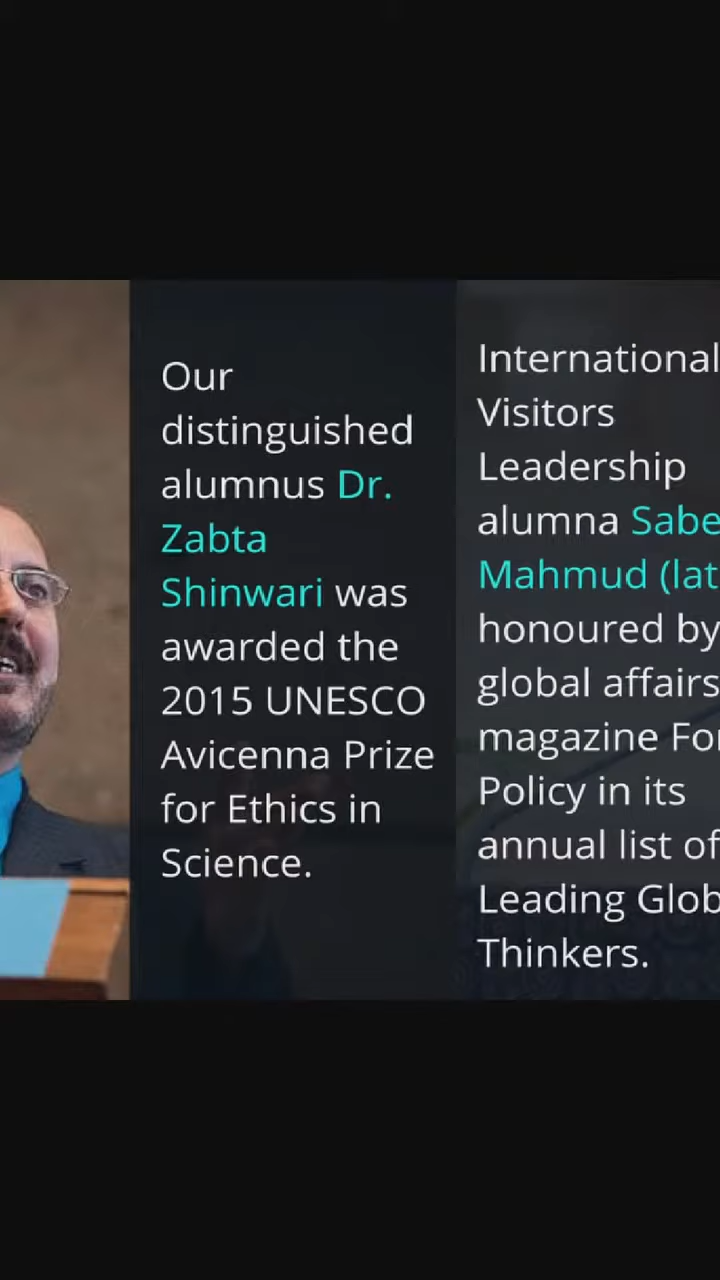 Our
distinguished
alumnus Dr.
Zabta
Shinwari was
awarded the
2015 UNESCO
Avicenna Prize
for Ethics in
Science.
International
Visitors
Leadership
alumna
Mahmud
honoured by
global affairs
magazine
Policy in its
annual list of
Leading
Thinkers.